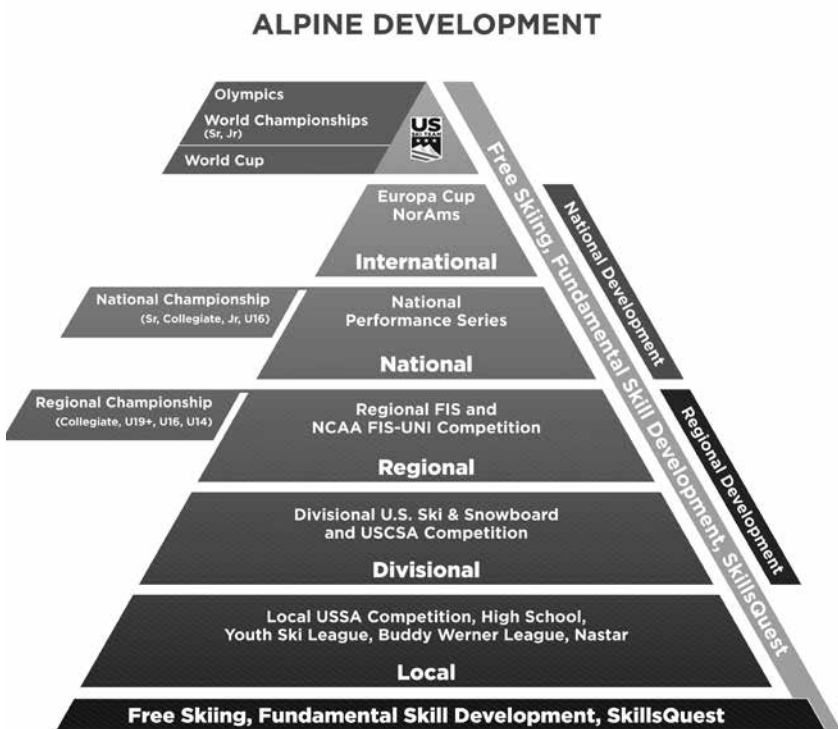 ALPINE DEVELOPMENT
Olympics
World Championships
(Sr, Jr)
World Cup
US
SKI TEAM
Europa Cup
NorAms
International
National Championship
(Sr, Collegiate, Jr, U16)
National
Performance Series
National
Regional Championship
(Collegiate, U19+, U16, U14)
Regional FIS and
NCAA FIS-UNI Competition
Regional
Divisional U.S. Ski & Snowboard
and USCSA Competition
Divisional
Local USSA Competition, High School,
Youth Ski League, Buddy Werner League, Nastar
Local
Free Skiing, Fundamental Skill Development, SkillsQuest
Free Skiing, Fundamental Skill Development, SkillsQuest
National Development
Regional Development